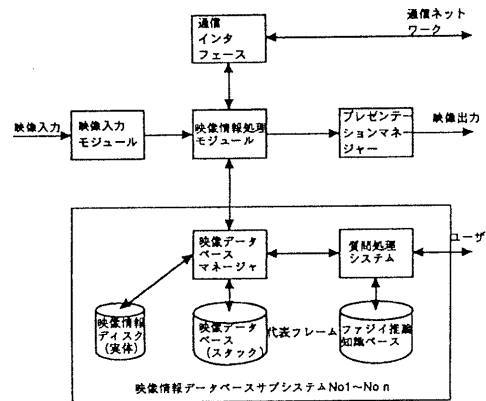 通信
インタ
フェース
通信ネット
ワーク
映像入力
映像入力
モジュール
映像情報処理
モジュール
プレゼンテー
ションマネ
ジャー
映像出力
映像データ
ベース
マネージャ
質問処理
システム
ユーザ
映像情報
ディスク
(実体)
映像データ
ベース
(スタック)
代表フレーム
ファジイ推論
知識ベース
映像情報データベースサブシステムNo1~No n